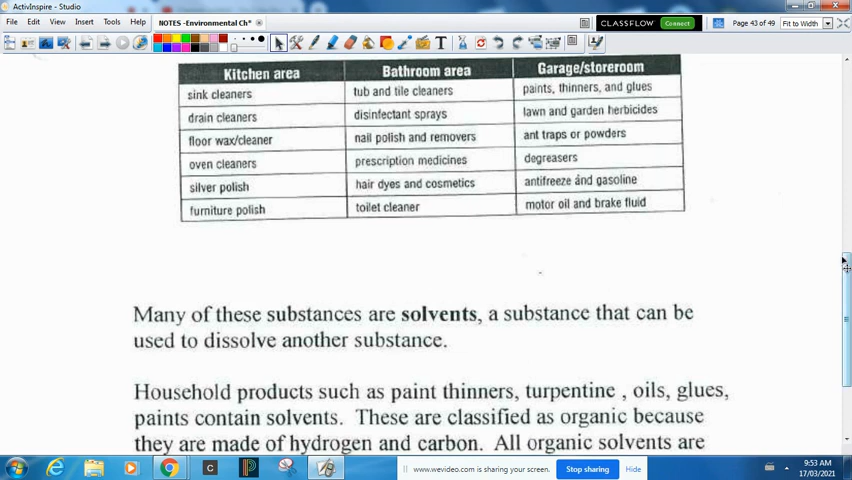 ActivInspire - Studio
File Edit View Insert Tools Help NOTES -Environmental Ch* CLASSFLOW Connect Page 43 of 49 Fit to Width
T
Kitchen area Bathroom area Garage/storeroom
sink cleaners tub and tile cleaners paints, thinners, and glues
drain cleaners disinfectant sprays lawn and garden herbicides
floor wax/cleaner nail polish and removers ant traps or powders
oven cleaners prescription medicines degreasers
silver polish hair dyes and cosmetics antifreeze ánd gasoline
furniture polish toilet cleaner motor oil and brake fluid
Many of these substances are solvents, a substance that can be
used to dissolve another substance.
Household products such as paint thinners, turpentine , oils, glues,
paints contain solvents. These are classified as organic because
they are made of hydrogen and carbon. All organic solvents are
www.wevideo.com is sharing your screen. Stop sharing Hide
9:53 AM
17/03/2021